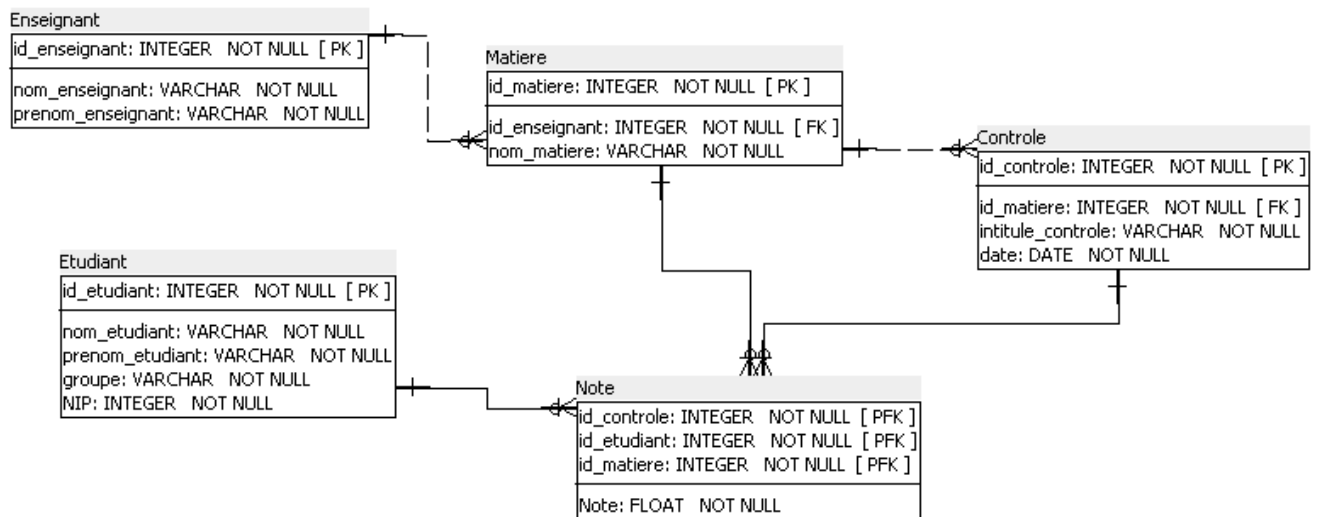 Enseignant
id_enseignant: INTEGER NOT NULL [ PK ]
nom_enseignant: VARCHAR NOT NULL
prenom_enseignant: VARCHAR NOT NULL
Matiere
id_matiere: INTEGER NOT NULL [ PK ]
id_enseignant: INTEGER NOT NULL [ FK ]
nom_matiere: VARCHAR NOT NULL
Controle
id_controle: INTEGER NOT NULL [ PK ]
id_matiere: INTEGER NOT NULL [ FK ]
intitule_controle: VARCHAR NOT NULL
date: DATE NOT NULL
Etudiant
id_etudiant: INTEGER NOT NULL [ PK ]
nom_etudiant: VARCHAR NOT NULL
prenom_etudiant: VARCHAR NOT NULL
groupe: VARCHAR NOT NULL
NIP: INTEGER NOT NULL
Note
id_controle: INTEGER NOT NULL [ PFK ]
id_etudiant: INTEGER NOT NULL [ PFK ]
id_matiere: INTEGER NOT NULL [ PFK ]
Note: FLOAT NOT NULL